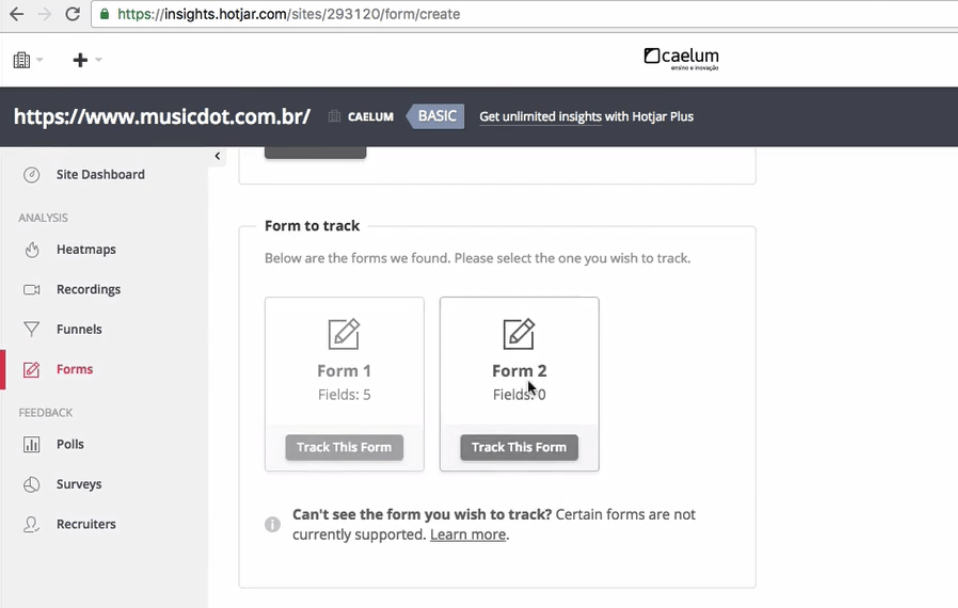 https://insights.hotjar.com/sites/293120/form/create
caelum
ensino e inovação
https://www.musicdot.com.br/ CAELUM BASIC Get unlimited insights with Hotjar Plus
Site Dashboard
ANALYSIS
Heatmaps
Recordings
Funnels
Forms
FEEDBACK
Polls
Surveys
Recruiters
Form to track
Below are the forms we found. Please select the one you wish to track.
Form 1
Fields: 5
Track This Form
Form 2
Fields: 0
Track This Form
Can't see the form you wish to track? Certain forms are not
currently supported. Learn more.